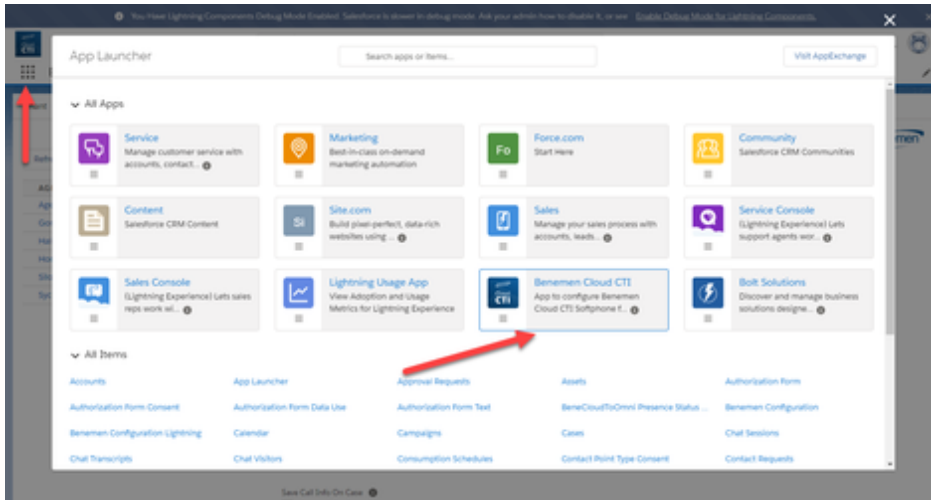 You Have Lightning Components Debug Mode Enabled. Salesforce is slower in debug mode. Ask your admin how to disable it, or see Enable Debug Mode for Lightning Components.
App Launcher
Search apps or items...
Visit AppExchange
All Apps
Service
Manage customer service with
accounts, contact...
Marketing
Best-in-class on-demand
marketing automation
Fo
Force.com
Start Here
Community
Salesforce CRM Communities
Content
Salesforce CRM Content
Si
Site.com
Build pixel-perfect, data-rich
websites using ...
Sales
Manage your sales process with
accounts, leads...
Service Console
(Lightning Experience) Lets
support agents wor...
Sales Console
(Lightning Experience) Lets sales
reps work wi...
Lightning Usage App
View Adoption and Usage
Metrics for Lightning Experience
CTI
Benemen Cloud CTI
App to configure Benemen
Cloud CTI Softphone f...
Bolt Solutions
Discover and manage business
solutions designe...
All Items
Accounts
App Launcher
Approval Requests
Assets
Authorization Form
Authorization Form Consent
Authorization Form Data Use
Authorization Form Text
BeneCloudToOmni Presence Status ...
Benemen Configuration
Benemen Configuration Lightning
Calendar
Campaigns
Cases
Chat Sessions
Chat Transcripts
Chat Visitors
Consumption Schedules
Contact Point Type Consent
Contact Requests
Save Call Info On Case